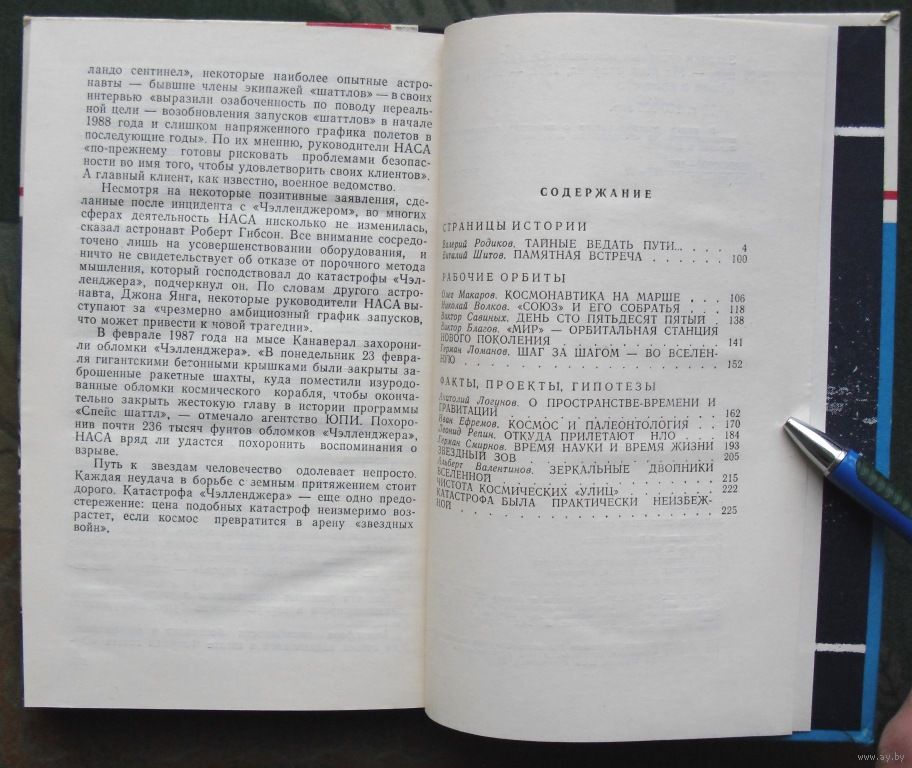 ландо сентинел», некоторые наиболее опытные астро-
навты — бывшие члены экипажей «шаттлов» — в своих
интервью «выразили озабоченность по поводу нереаль-
ной цели — возобновления запусков «шаттлов» в начале
1988 года и слишком напряженного графика полетов в
последующие годы». По их мнению, руководители НАСА
«по-прежнему готовы рисковать проблемами безопас-
ности во имя того, чтобы удовлетворить своих клиентов».
А главный клиент, как известно, военное ведомство.
Несмотря на некоторые позитивные заявления, сде-
ланные после инцидента с «Чэлленджером», во многих
сферах деятельность НАСА нисколько не изменилась,
сказал астронавт Роберт Гибсон. Все внимание сосредо-
точено лишь на усовершенствовании оборудования, и
ничто не свидетельствует об отказе от порочного метода
мышления, который господствовал до катастрофы «Чэл-
ленджера», подчеркнул он. По словам другого астро-
навта, Джона Янга, некоторые руководители НАСА вы-
ступают за «чрезмерно амбициозный график запусков,
что может привести к новой трагедии».
В феврале 1987 года на мысе Канаверал захорони-
ли обломки «Чэлленджера». «В понедельник 23 февра-
ля гигантскими бетонными крышками были закрыты за-
брошенные ракетные шахты, куда поместили изуродо-
ванные обломки космического корабля, чтобы оконча-
тельно закрыть жестокую главу в истории программы
«Спейс шаттл», — отмечало агентство ЮПИ. Похоро-
нив почти 236 тысяч фунтов обломков «Чэлленджера»,
НАСА вряд ли удастся похоронить воспоминания о
взрыве.
Путь к звездам человечество одолевает непросто.
Каждая неудача в борьбе с земным притяжением стоит
дорого. Катастрофа «Чэлленджера» — еще одно предо-
стережение: цена подобных катастроф неизмеримо воз-
растет, если космос превратится в арену «звездных
войн».
СОДЕРЖАНИЕ
СТРАНИЦЫ ИСТОРИИ
Валерий Родиков. ТАЙНЫЕ ВЕДАТЬ ПУТИ... . . . 4
Виталий Шитов. ПАМЯТНАЯ ВСТРЕЧА . . . . . . 100
РАБОЧИЕ ОРБИТЫ
Олег Макаров. КОСМОНАВТИКА НА МАРШЕ . . . 106
Николай Волков. «СОЮЗ» И ЕГО СОБРАТЬЯ . . . 118
Виктор Савиных. ДЕНЬ СТО ПЯТЬДЕСЯТ ПЯТЫЙ . . 138
Виктор Благов. «МИР» — ОРБИТАЛЬНАЯ СТАНЦИЯ
НОВОГО ПОКОЛЕНИЯ . . . . . . . . . . 141
Герман Ломанов. ШАГ ЗА ШАГОМ — ВО ВСЕЛЕН-
НУЮ . . . . . . . . . . . . . . . 152
ФАКТЫ, ПРОЕКТЫ, ГИПОТЕЗЫ
Анатолий Логунов. О ПРОСТРАНСТВЕ-ВРЕМЕНИ И
ГРАВИТАЦИИ . . . . . . . . . . . . 162
Иван Ефремов. КОСМОС И ПАЛЕОНТОЛОГИЯ . . . 170
Леонид Репин. ОТКУДА ПРИЛЕТАЮТ НЛО . . . 184
Герман Смирнов. ВРЕМЯ НАУКИ И ВРЕМЯ ЖИЗНИ 193
ЗВЕЗДНЫЙ ЗОВ . . . . . . . . . . . 205
Альберт Валентинов. ЗЕРКАЛЬНЫЕ ДВОЙНИКИ
ВСЕЛЕННОЙ . . . . . . . . . . . . 215
ЧИСТОТА КОСМИЧЕСКИХ «УЛИЦ» . . . . . . . 222
КАТАСТРОФА БЫЛА ПРАКТИЧЕСКИ НЕИЗБЕЖ-
НОЙ . . . . . . . . . . . . . . . 225
www.ay.by